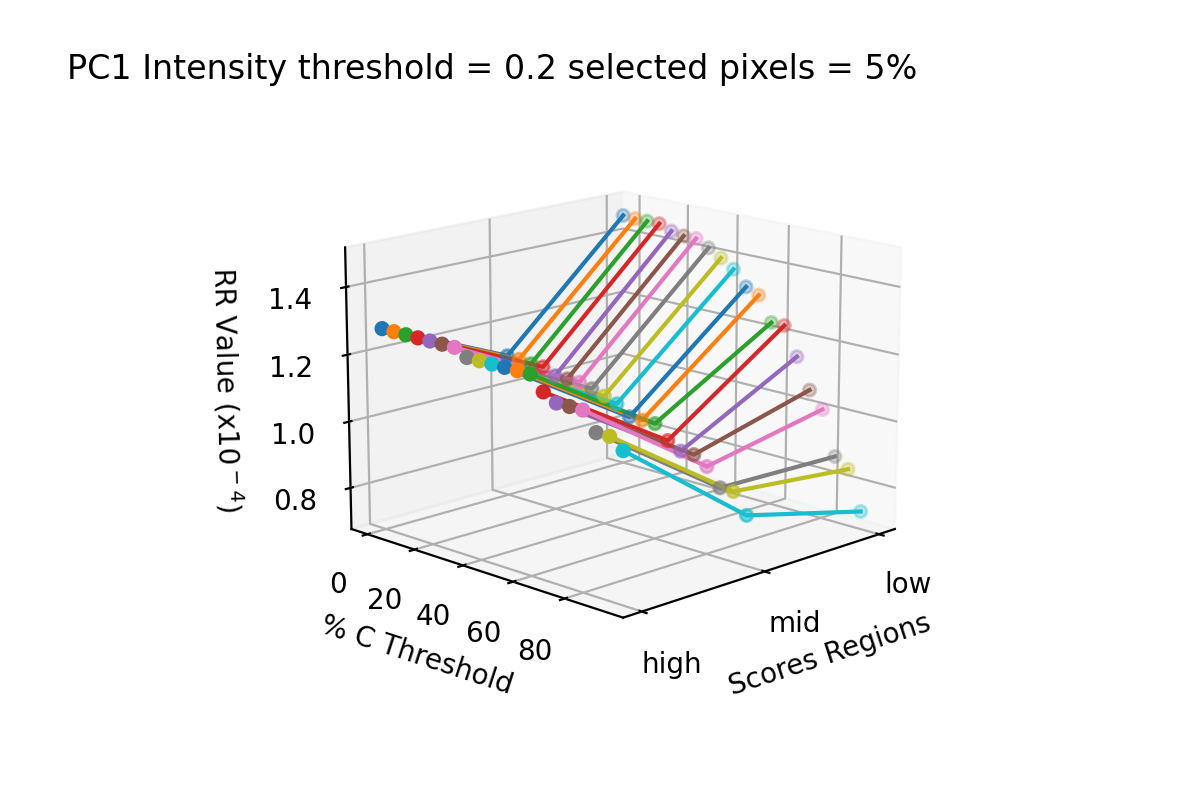 PC1 Intensity threshold = 0.2 selected pixels = 5%
RR Value (x10⁻⁴)
1.4
1.2
1.0
0.8
0
20
40
60
80
% C Threshold
high
mid
low
Scores Regions